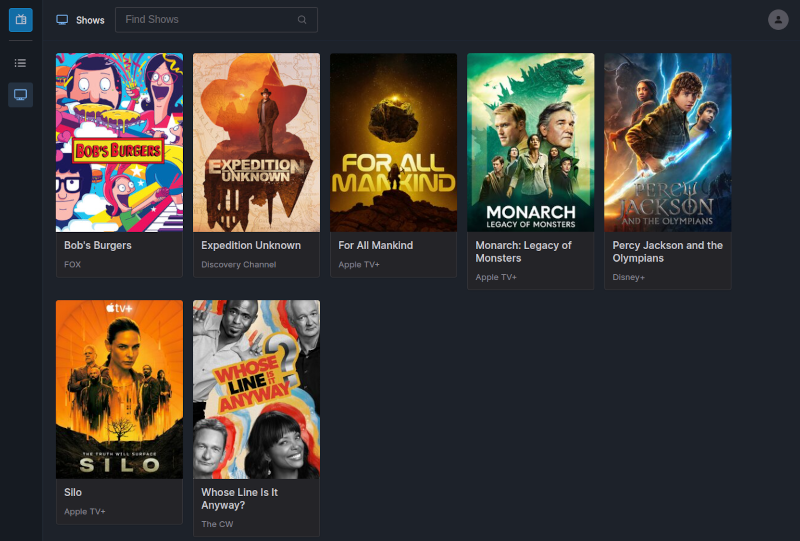 Shows
Find Shows
BOB'S BURGERS
Bob's Burgers
FOX
EXPEDITION
UNKNOWN
Expedition Unknown
Discovery Channel
FOR ALL
MANKIND
For All Mankind
Apple TV+
MONARCH
LEGACY OF MONSTERS
Monarch: Legacy of
Monsters
Apple TV+
PERCY
JACKSON
AND THE OLYMPIANS
Percy Jackson and the
Olympians
Disney+
tv+
THE TRUTH WILL SURFACE
SILO
Silo
Apple TV+
WHOSE
LINE IS IT
ANYWAY?
Whose Line Is It
Anyway?
The CW